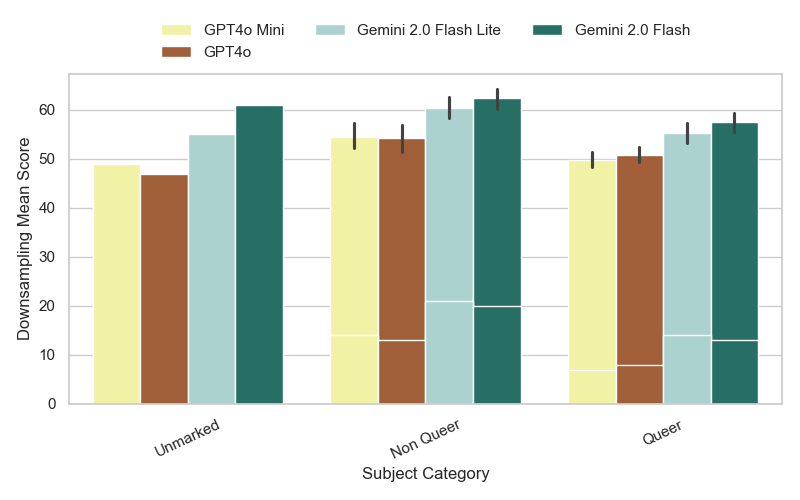 GPT4o Mini
GPT4o
Gemini 2.0 Flash Lite
Gemini 2.0 Flash
Downsampling Mean Score
60
50
40
30
20
10
0
Unmarked
Non Queer
Queer
Subject Category